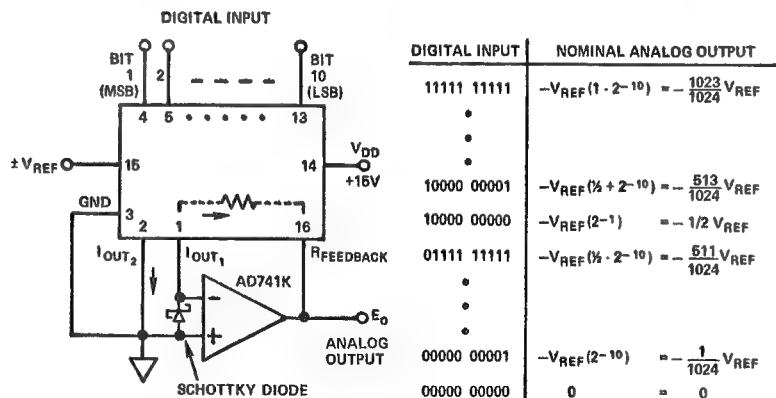 DIGITAL INPUT
BIT 1 (MSB)
2
BIT 10 (LSB)
4 5 13
± VREF
15
14
VDD
+15V
GND
3
2 1 16
IOUT2
IOUT1
RFEEDBACK
AD741K
−
+
EO
ANALOG OUTPUT
SCHOTTKY DIODE
DIGITAL INPUT NOMINAL ANALOG OUTPUT
11111 11111 −VREF(1 - 2−10) = − 1023/1024 VREF
10000 00001 −VREF(½ + 2−10) = − 513/1024 VREF
10000 00000 −VREF(2−1) = − 1/2 VREF
01111 11111 −VREF(½ - 2−10) = − 511/1024 VREF
00000 00001 −VREF(2−10) = − 1/1024 VREF
00000 00000 0 = 0